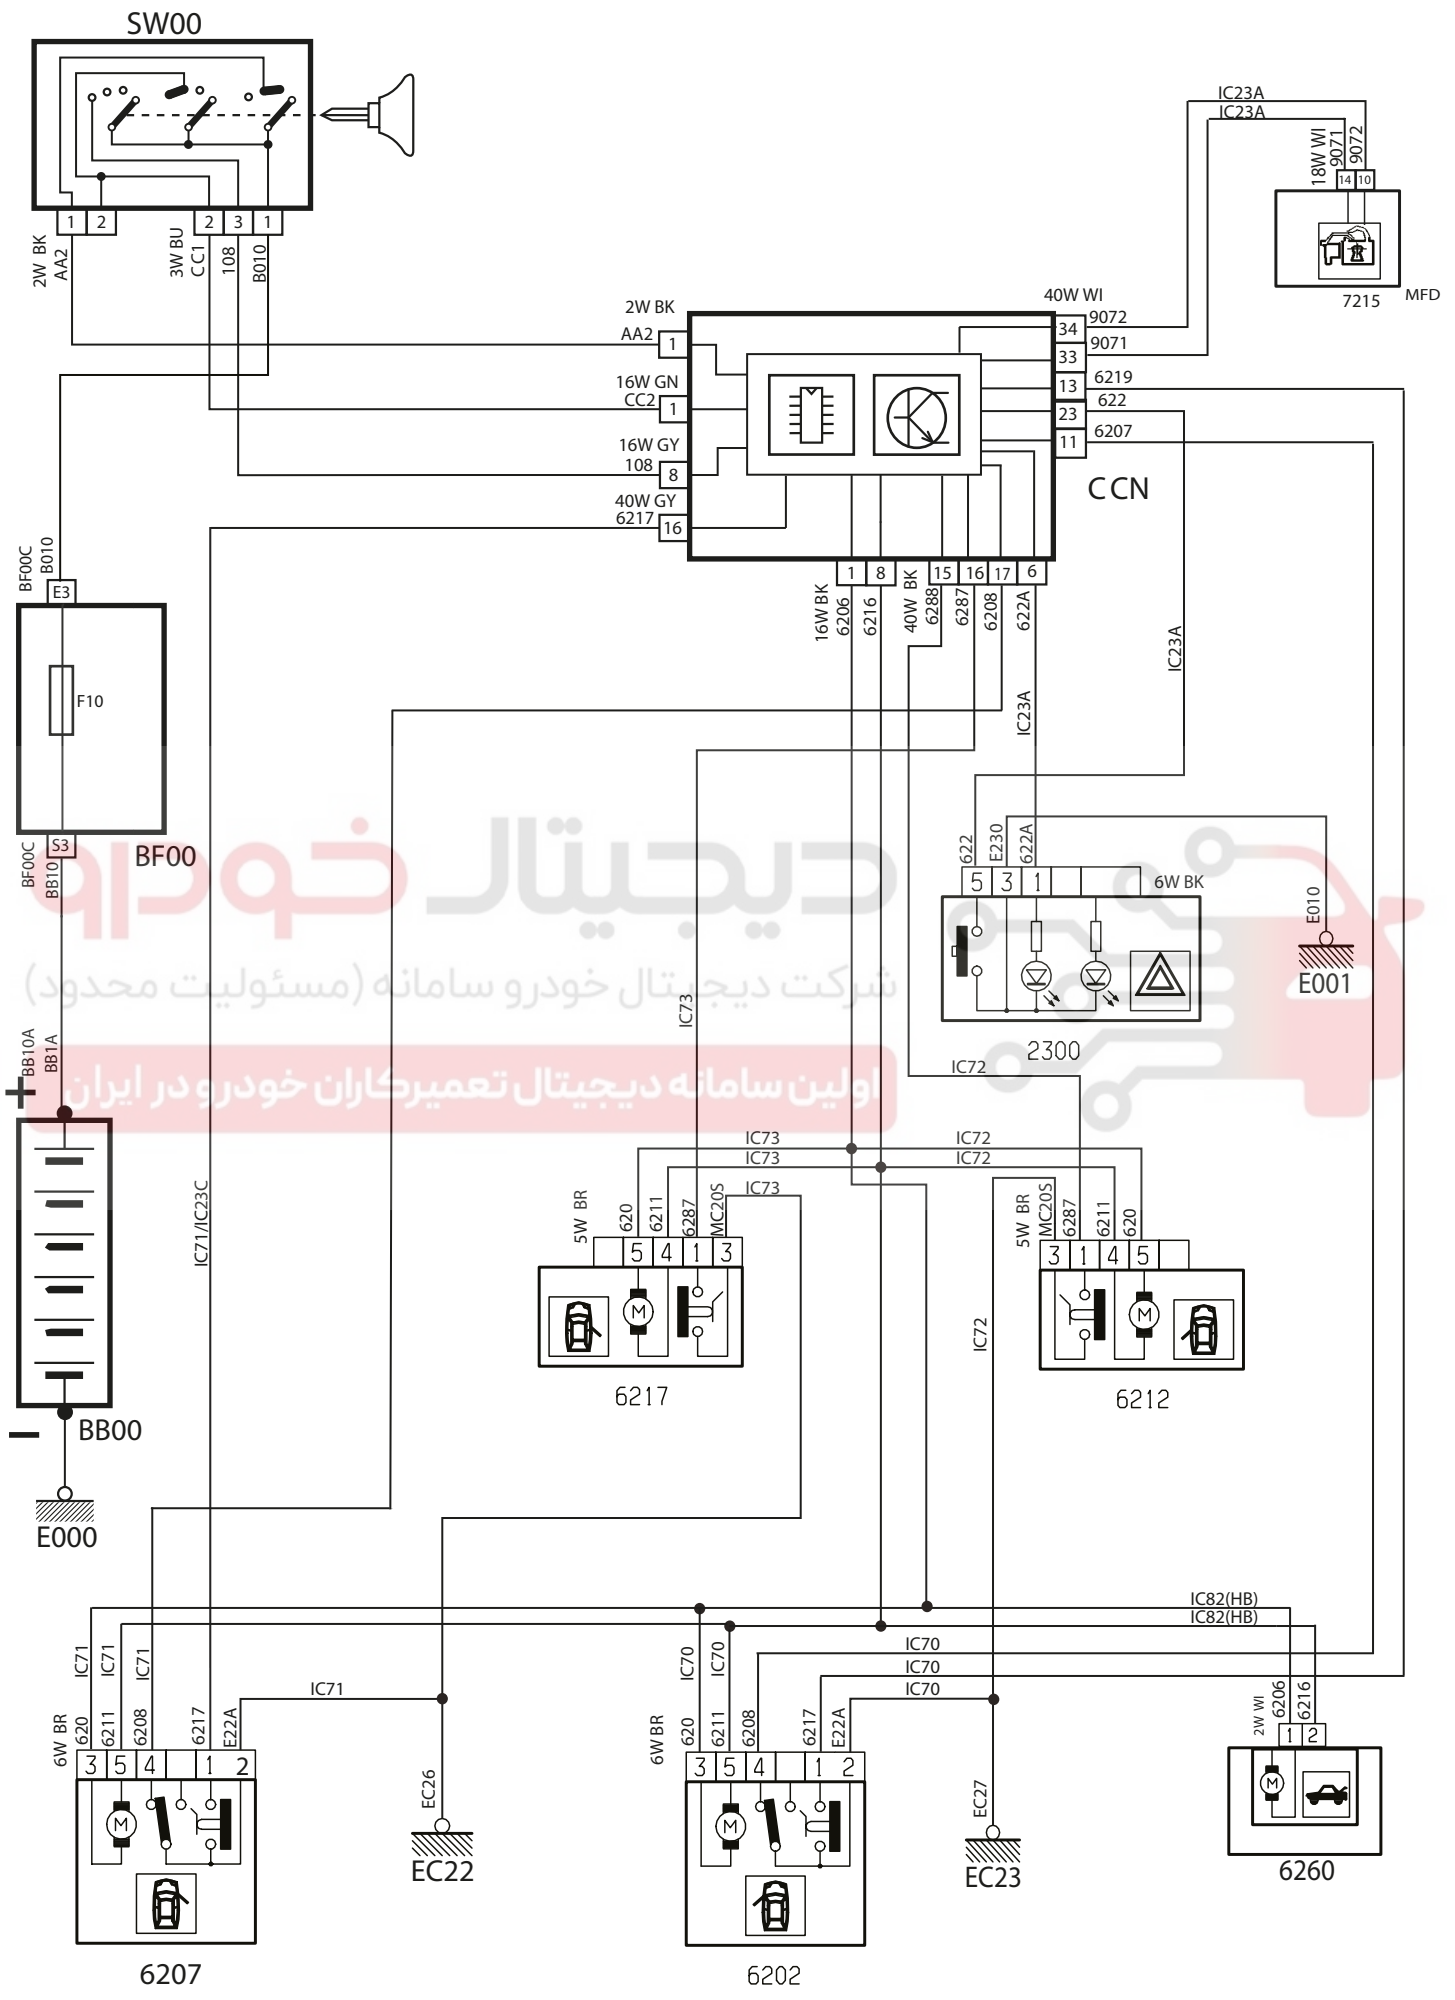 SW00
1 2 2 3 1
2W BK
AA2
3W BU
CC1
108
B010
IC23A
IC23A
18W WI
9071
9072
14 10
7215
MFD
2W BK
AA2
1
16W GN
CC2
1
16W GY
108
8
40W GY
6217
16
40W WI
34
9072
33
9071
13
6219
23
622
11
6207
CCN
1 8 15 16 17 6
16W BK
6206
6216
40W BK
6288
6287
6208
622A
IC23A
IC23A
BF00C
B010
E3
F10
S3
BF00
BF00C
BB10
دیجیتال خودرو
شرکت دیجیتال خودرو سامانه (مسئولیت محدود)
اولین سامانه دیجیتال تعمیرکاران خودرو در ایران
622
E230
622A
5 3 1
6W BK
2300
E010
E001
BB10A
BB1A
+
−
BB00
E000
IC71/IC23C
IC73
IC72
IC73
IC72
IC73
IC72
IC73
5W BR
620
6211
6287
MC20S
5 4 1 3
M
6217
5W BR
MC20S
6287
6211
620
3 1 4 5
M
6212
IC72
IC82(HB)
IC82(HB)
IC70
IC70
IC70
IC71
IC71
IC71
IC71
6W BR
620
6211
6208
6217
E22A
3 5 4 1 2
M
6207
EC26
EC22
IC70
IC70
6W BR
620
6211
6208
6217
E22A
3 5 4 1 2
M
6202
EC27
EC23
2W WI
6206
6216
1 2
M
6260